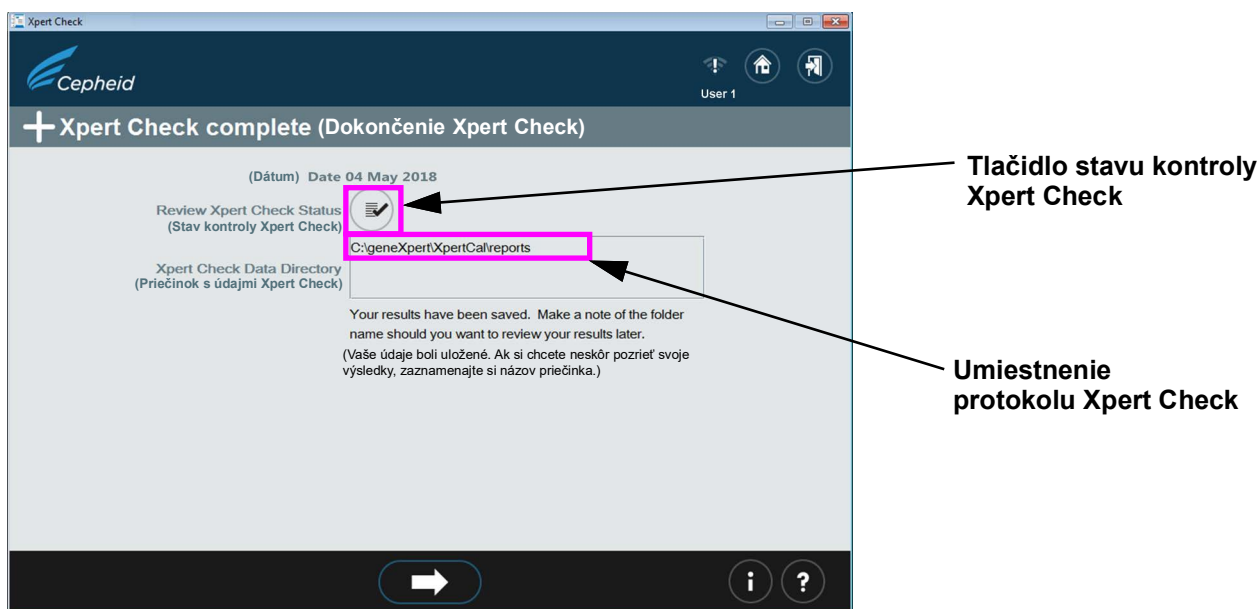 Xpert Check
Cepheid
User 1
Xpert Check complete (Dokončenie Xpert Check)
(Dátum) Date 04 May 2018
Review Xpert Check Status
(Stav kontroly Xpert Check)
C:\geneXpert\XpertCal\reports
Xpert Check Data Directory
(Priečinok s údajmi Xpert Check)
Your results have been saved. Make a note of the folder
name should you want to review your results later.
(Vaše údaje boli uložené. Ak si chcete neskôr pozrieť svoje
výsledky, zaznamenajte si názov priečinka.)
Tlačidlo stavu kontroly
Xpert Check
Umiestnenie
protokolu Xpert Check